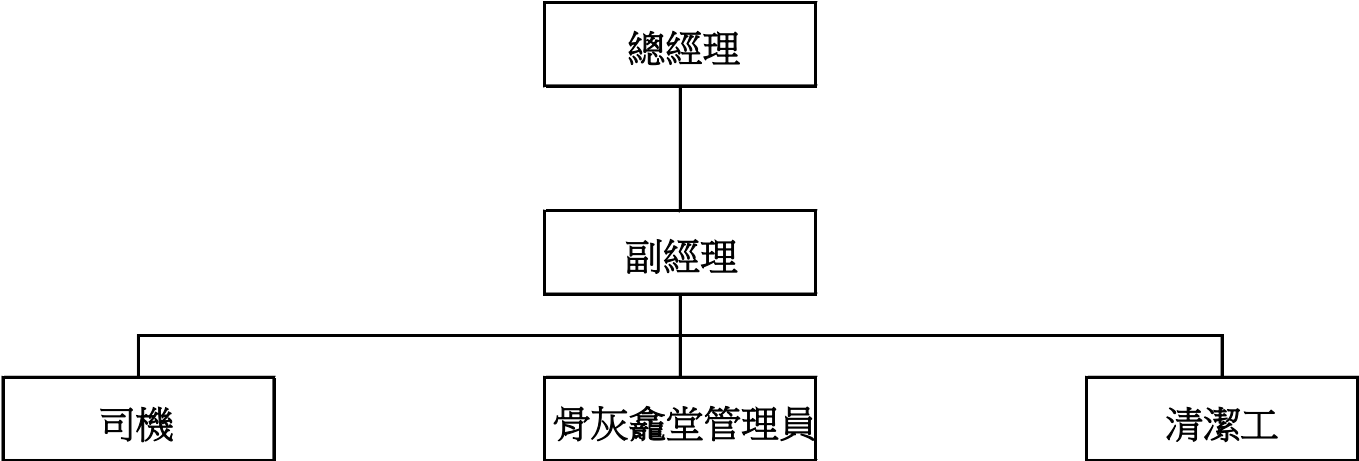 總經理
副經理
司機
骨灰龕堂管理員
清潔工